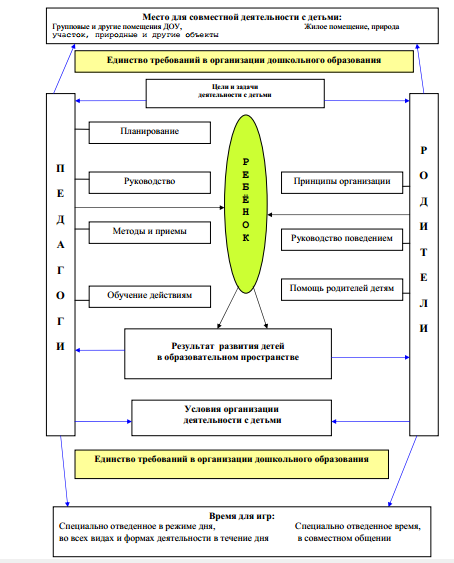 Место для совместной деятельности с детьми:
Групповые и другие помещения ДОУ, Жилое помещение, природа
участок, природные и другие объекты
Единство требований в организации дошкольного образования
Цели и задачи
деятельности с детьми
ПЕДАГОГИ
Планирование
Руководство
Методы и приемы
Обучение действиям
РЕБЁНОК
Принципы организации
Руководство поведением
Помощь родителей детям
РОДИТЕЛИ
Результат развития детей
в образовательном пространстве
Условия организации
деятельности с детьми
Единство требований в организации дошкольного образования
Время для игр:
Специально отведенное в режиме дня, Специально отведенное время,
во всех видах и формах деятельности в течение дня в совместном общении